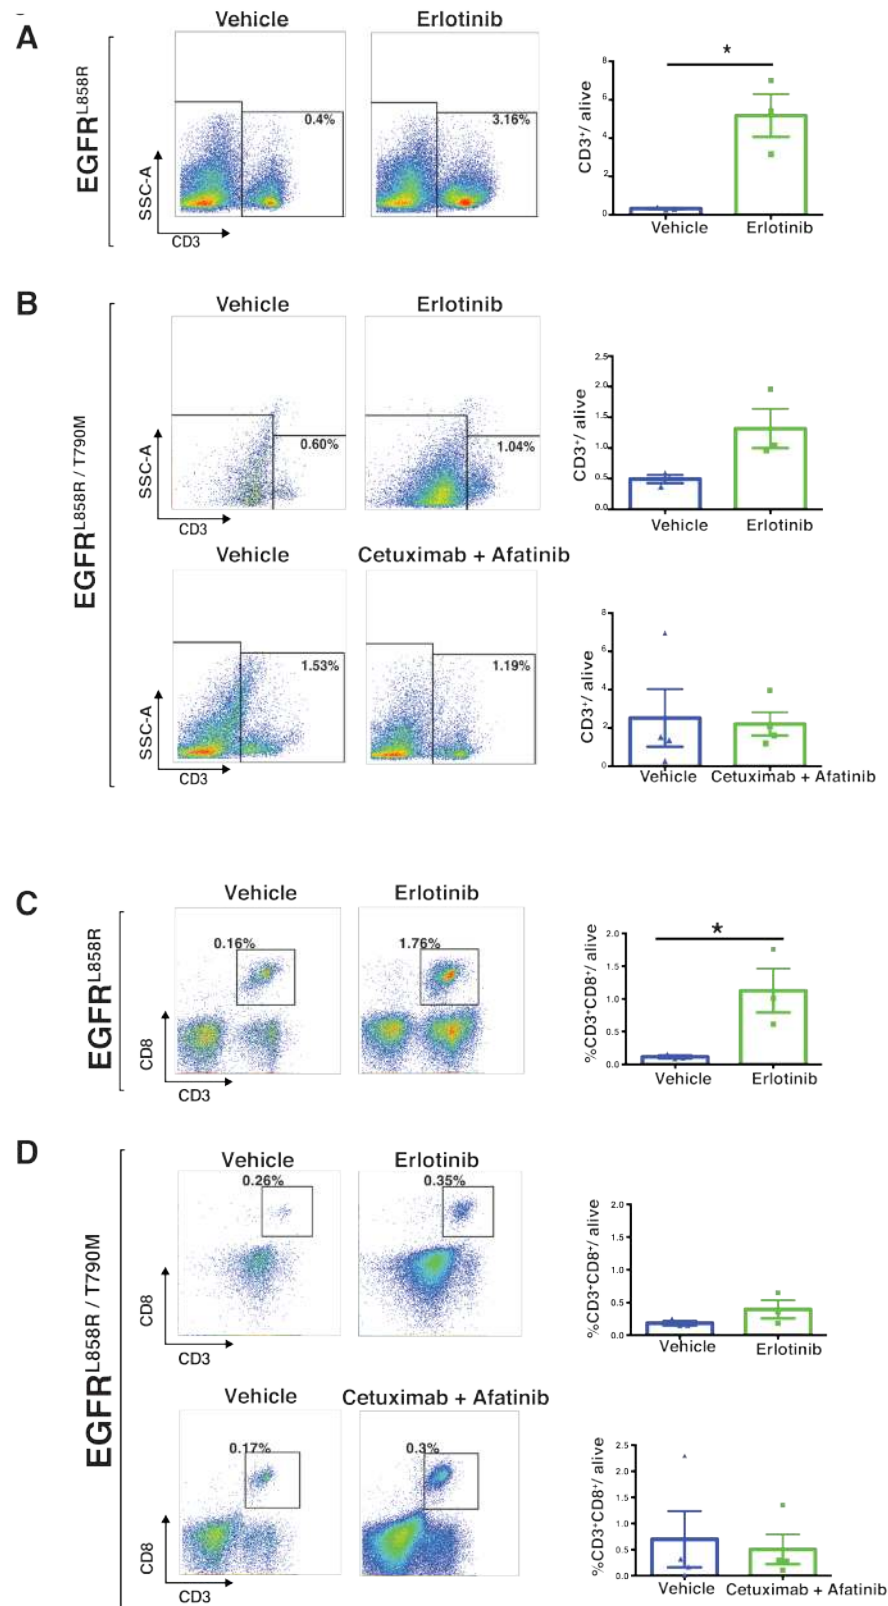 A
Vehicle
Erlotinib
EGFR^L858R
SSC-A
CD3
0.4%
3.16%
*
CD3+/ alive
8
6
4
2
0
Vehicle
Erlotinib
B
EGFR^L858R / T790M
Vehicle
Erlotinib
SSC-A
CD3
0.60%
1.04%
CD3+/ alive
2.5
2.0
1.5
1.0
0.5
0.0
Vehicle
Erlotinib
Vehicle
Cetuximab + Afatinib
SSC-A
CD3
1.53%
1.19%
CD3+/ alive
8
6
4
2
0
Vehicle
Cetuximab + Afatinib
C
EGFR^L858R
Vehicle
Erlotinib
CD8
CD3
0.16%
1.76%
*
%CD3+CD8+/ alive
2.0
1.5
1.0
0.5
0.0
Vehicle
Erlotinib
D
EGFR^L858R / T790M
Vehicle
Erlotinib
0.26%
0.35%
CD8
CD3
%CD3+CD8+/ alive
2.0
1.5
1.0
0.5
0.0
Vehicle
Erlotinib
Vehicle
Cetuximab + Afatinib
0.17%
0.3%
CD8
CD3
%CD3+CD8+/ alive
2.5
2.0
1.5
1.0
0.5
0.0
Vehicle
Cetuximab + Afatinib